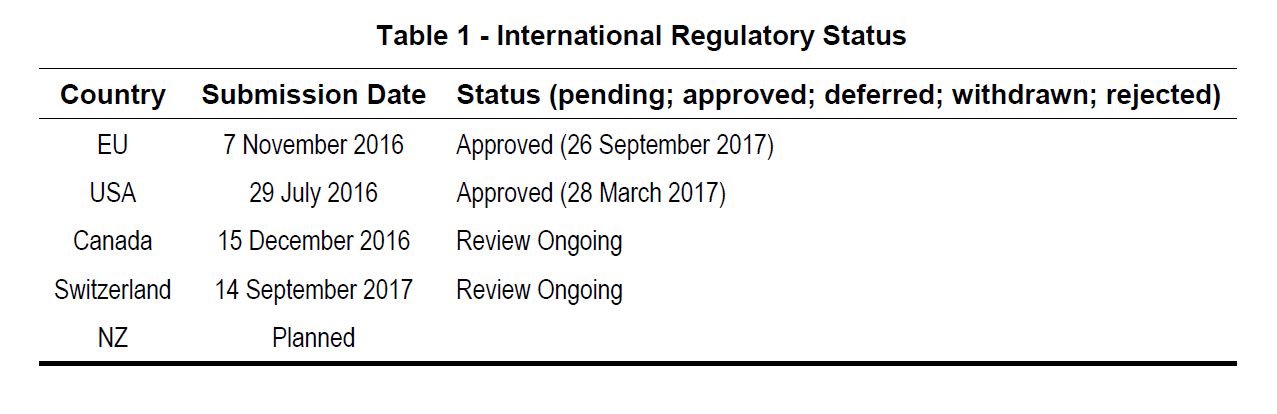 Table 1 - International Regulatory Status
Country Submission Date Status (pending; approved; deferred; withdrawn; rejected)
EU 7 November 2016 Approved (26 September 2017)
USA 29 July 2016 Approved (28 March 2017)
Canada 15 December 2016 Review Ongoing
Switzerland 14 September 2017 Review Ongoing
NZ Planned